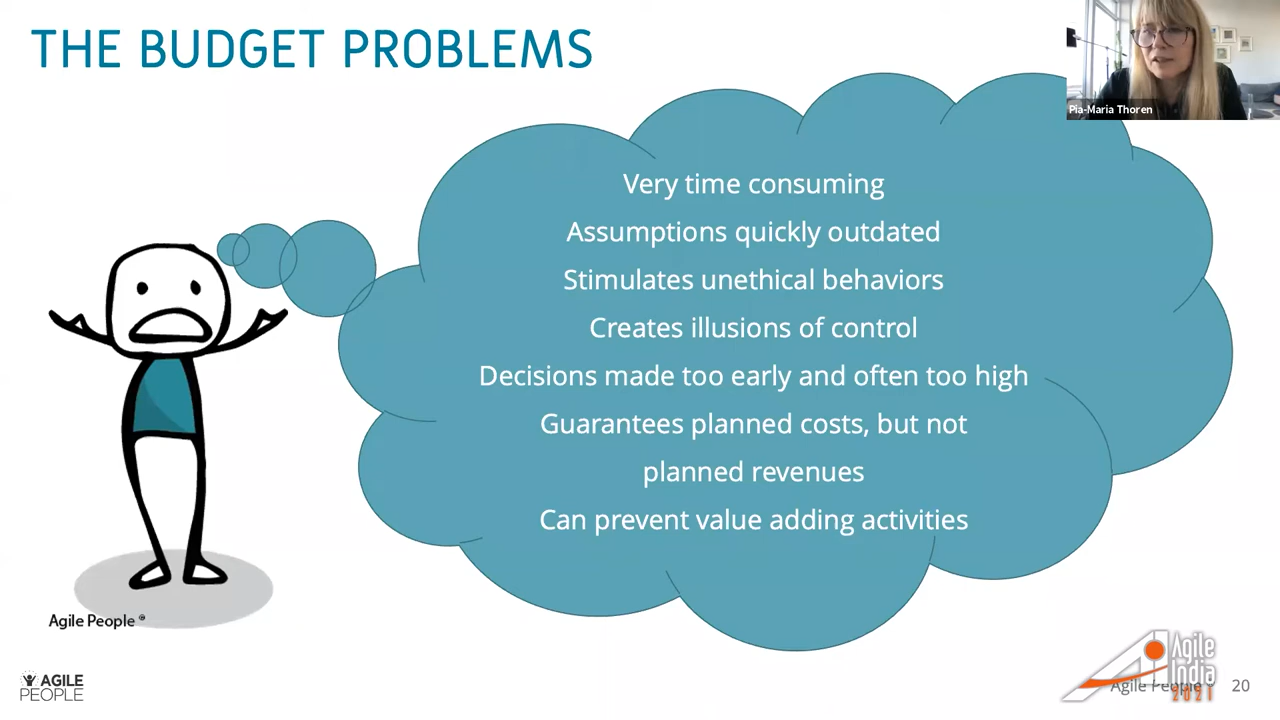 THE BUDGET PROBLEMS
Pia-Maria Thoren
Very time consuming
Assumptions quickly outdated
Stimulates unethical behaviors
Creates illusions of control
Decisions made too early and often too high
Guarantees planned costs, but not
planned revenues
Can prevent value adding activities
Agile People ®
AGILE
PEOPLE
Agile
India
2021
Agile People
20